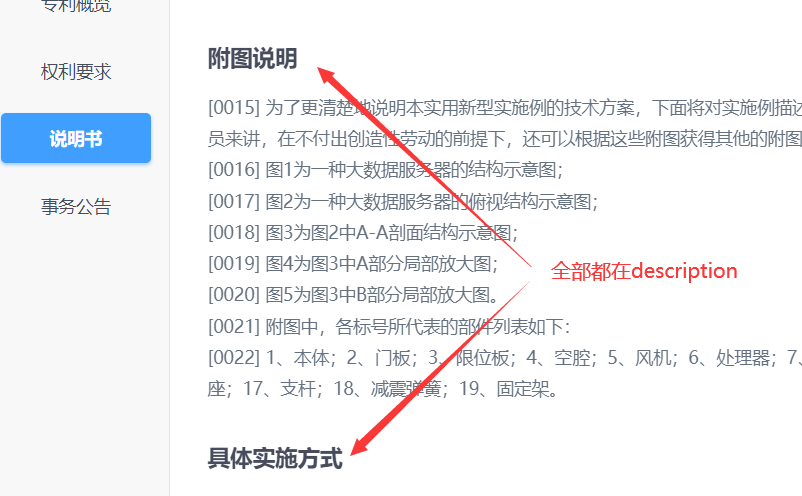 专利概览
权利要求
说明书
事务公告
附图说明
[0015] 为了更清楚地说明本实用新型实施例的技术方案，下面将对实施例描述
员来讲，在不付出创造性劳动的前提下，还可以根据这些附图获得其他的附图
[0016] 图1为一种大数据服务器的结构示意图；
[0017] 图2为一种大数据服务器的俯视结构示意图；
[0018] 图3为图2中A-A剖面结构示意图；
[0019] 图4为图3中A部分局部放大图；
[0020] 图5为图3中B部分局部放大图。
[0021] 附图中，各标号所代表的部件列表如下：
[0022] 1、本体；2、门板；3、限位板；4、空腔；5、风机；6、处理器；7、
座；17、支杆；18、减震弹簧；19、固定架。
具体实施方式
全部都在description